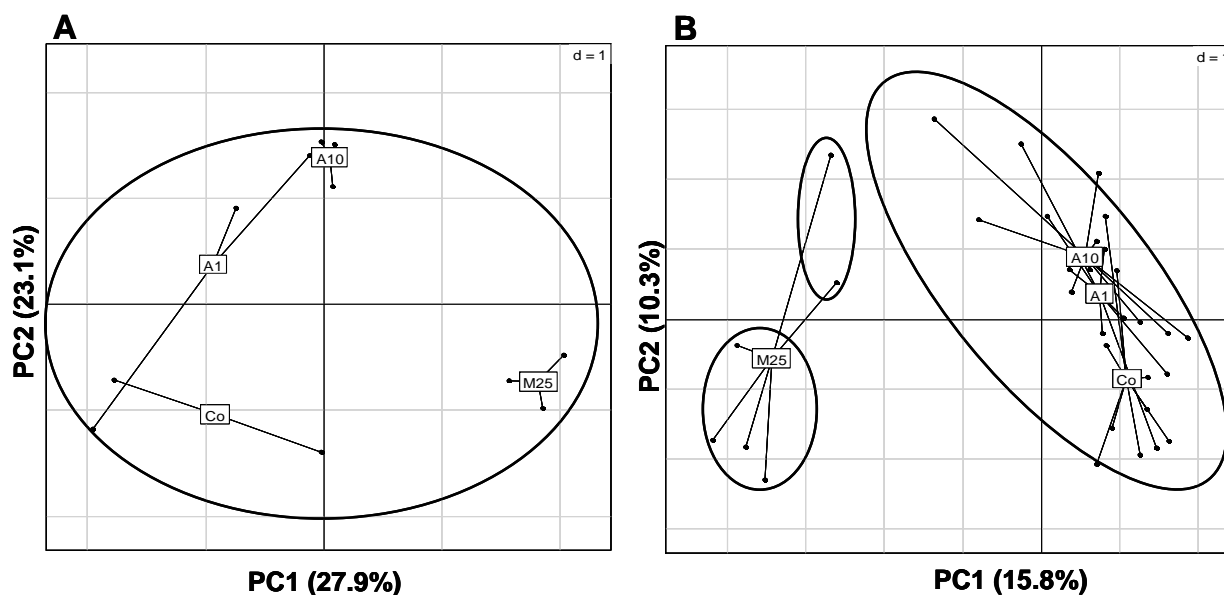 A
d = 1
A10
A1
Co
M25
PC2 (23.1%)
PC1 (27.9%)
B
d = 1
A10
A1
M25
Co
PC2 (10.3%)
PC1 (15.8%)